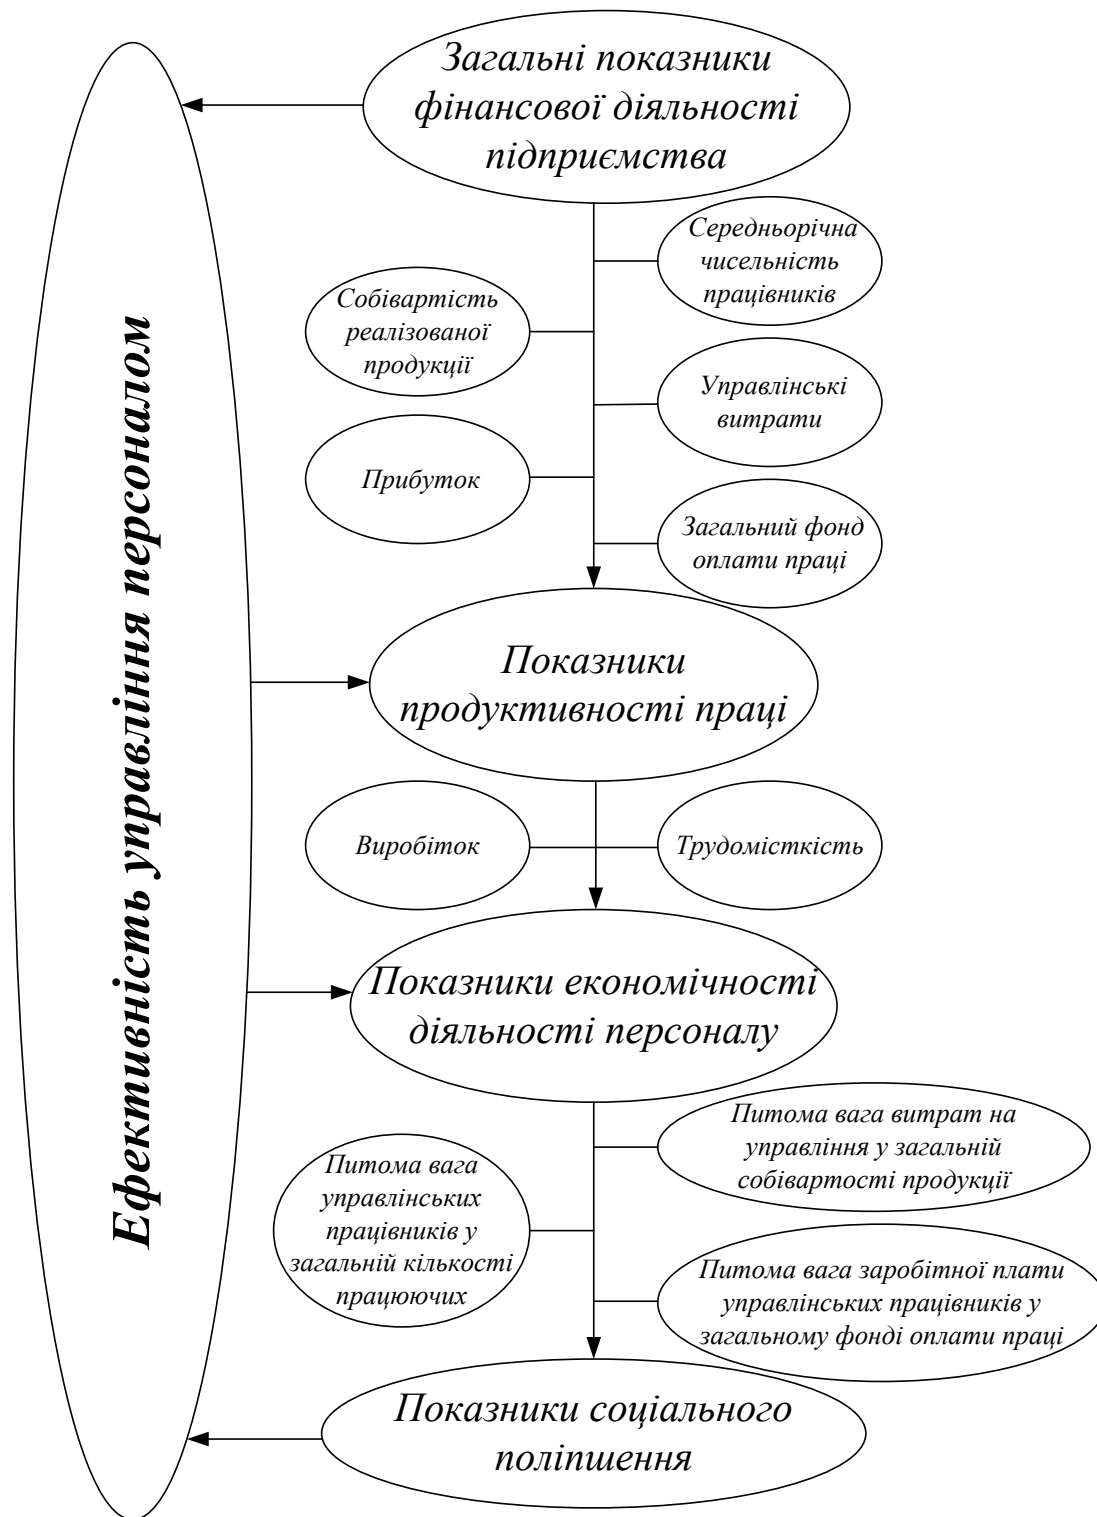 Загальні показники
фінансової діяльності
підприємства
Середньорічна
чисельність
працівників
Собівартість
реалізованої
продукції
Управлінські
витрати
Прибуток
Загальний фонд
оплати праці
Ефективність управління персоналом
Показники
продуктивності праці
Виробіток
Трудомісткість
Показники економічності
діяльності персоналу
Питома вага витрат на
управління у загальній
собівартості продукції
Питома вага
управлінських
працівників у
загальній кількості
працюючих
Питома вага заробітної плати
управлінських працівників у
загальному фонді оплати праці
Показники соціального
поліпшення